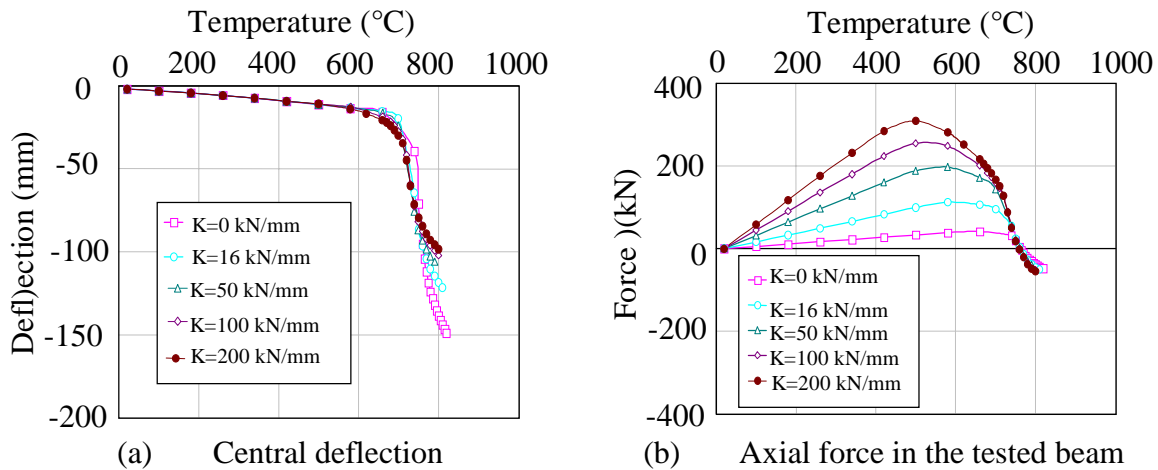 Temperature (°C)
0 200 400 600 800 1000
0
-50
-100
-150
-200
Defl)ection (mm)
K=0 kN/mm
K=16 kN/mm
K=50 kN/mm
K=100 kN/mm
K=200 kN/mm
(a) Central deflection
Temperature (°C)
0 200 400 600 800 1000
400
200
0
-200
-400
Force )(kN)
K=0 kN/mm
K=16 kN/mm
K=50 kN/mm
K=100 kN/mm
K=200 kN/mm
(b) Axial force in the tested beam